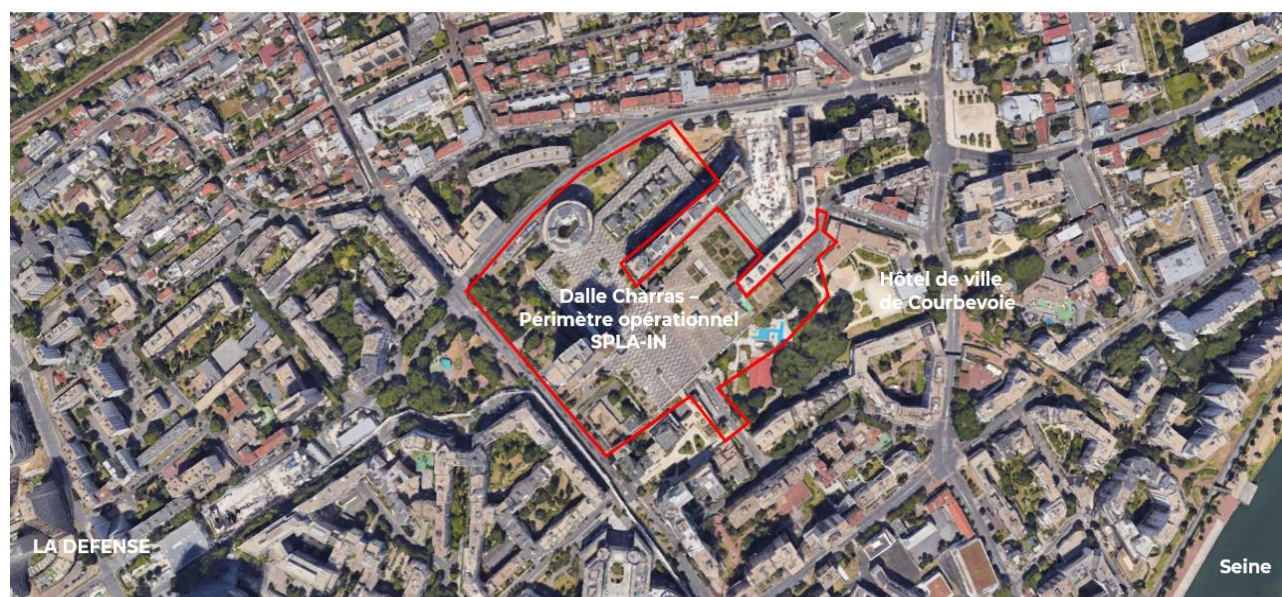 Dalle Charras –
Périmètre opérationnel
SPLA-IN
Hôtel de ville
de Courbevoie
LA DEFENSE
Seine